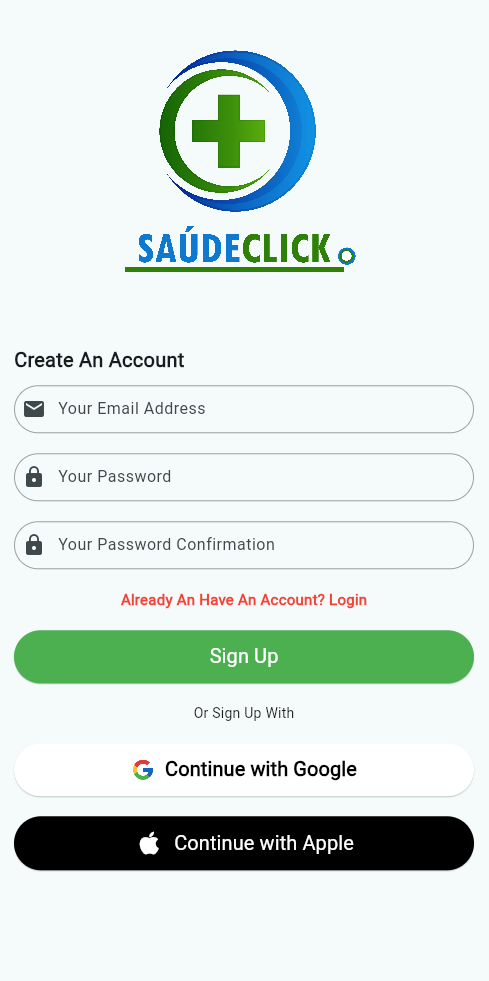 SAÚDECLICK
Create An Account
Your Email Address
Your Password
Your Password Confirmation
Already An Have An Account? Login
Sign Up
Or Sign Up With
Continue with Google
Continue with Apple